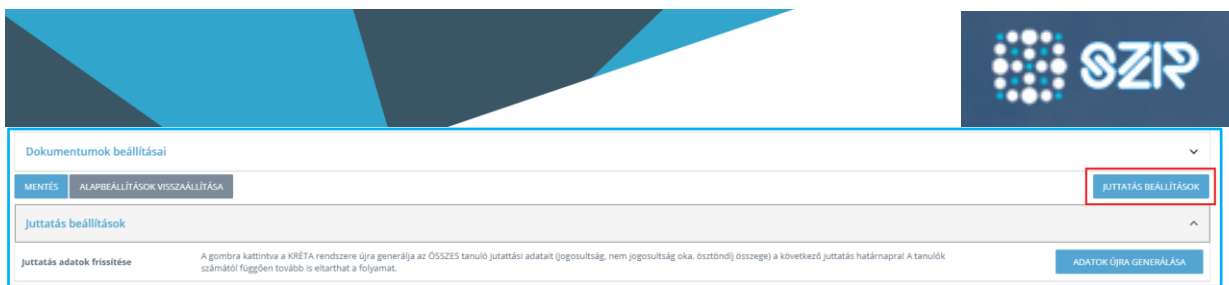 SZIR
Dokumentumok beállításai
MENTÉS ALAPBEÁLLÍTÁSOK VISSZAÁLLÍTÁSA JUTTATÁS BEÁLLÍTÁSOK
Juttatás beállítások
Juttatás adatok frissítése
A gombra kattintva a KRÉTA rendszere újra generálja az ÖSSZES tanuló jutattási adatait (jogosultság, nem jogosultság oka, ösztöndíj összege) a következő juttatás határnapra! A tanulók
számától függően tovább is eltarthat a folyamat.
ADATOK ÚJRA GENERÁLÁSA